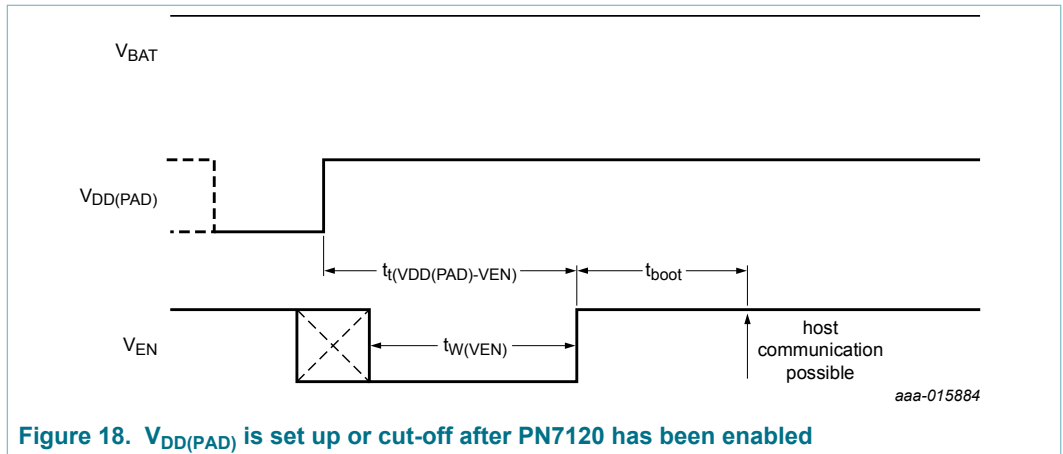 VBAT
VDD(PAD)
tt(VDD(PAD)-VEN)
tboot
VEN
tW(VEN)
host
communication
possible
aaa-015884
Figure 18. VDD(PAD) is set up or cut-off after PN7120 has been enabled